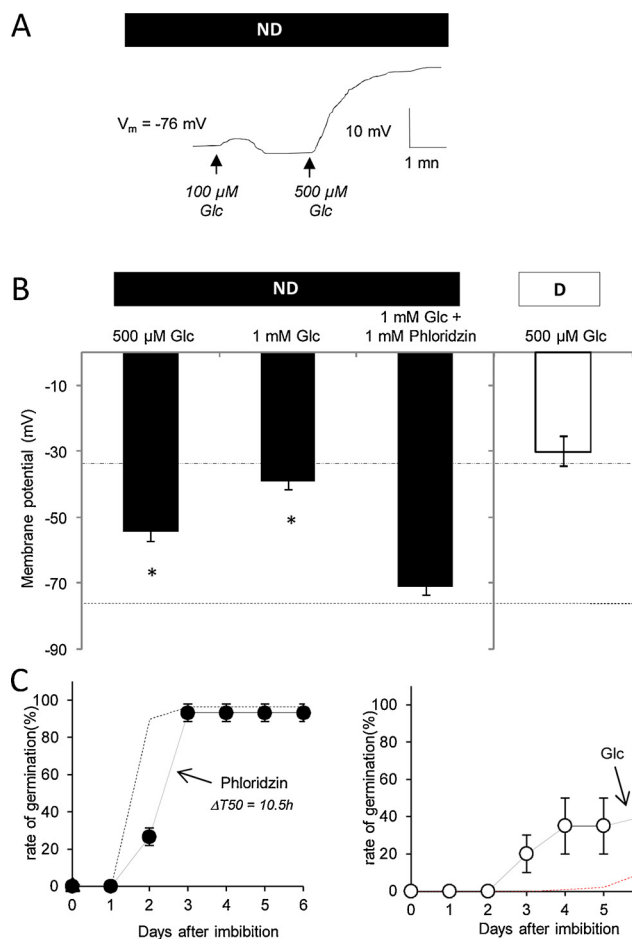 A
ND
Vm = -76 mV
10 mV
1 mn
100 µM
Glc
500 µM
Glc
B
ND
D
500 µM Glc
1 mM Glc
1 mM Glc +
1 mM Phloridzin
500 µM Glc
Membrane potential (mV)
-10
-30
-50
-70
-90
*
*
C
rate of germination(%)
100
80
60
40
20
0
Phloridzin
ΔT50 = 10.5h
0 1 2 3 4 5 6
Days after imbibition
rate of germination(%)
100
80
60
40
20
0
Glc
0 1 2 3 4 5
Days after imbibition